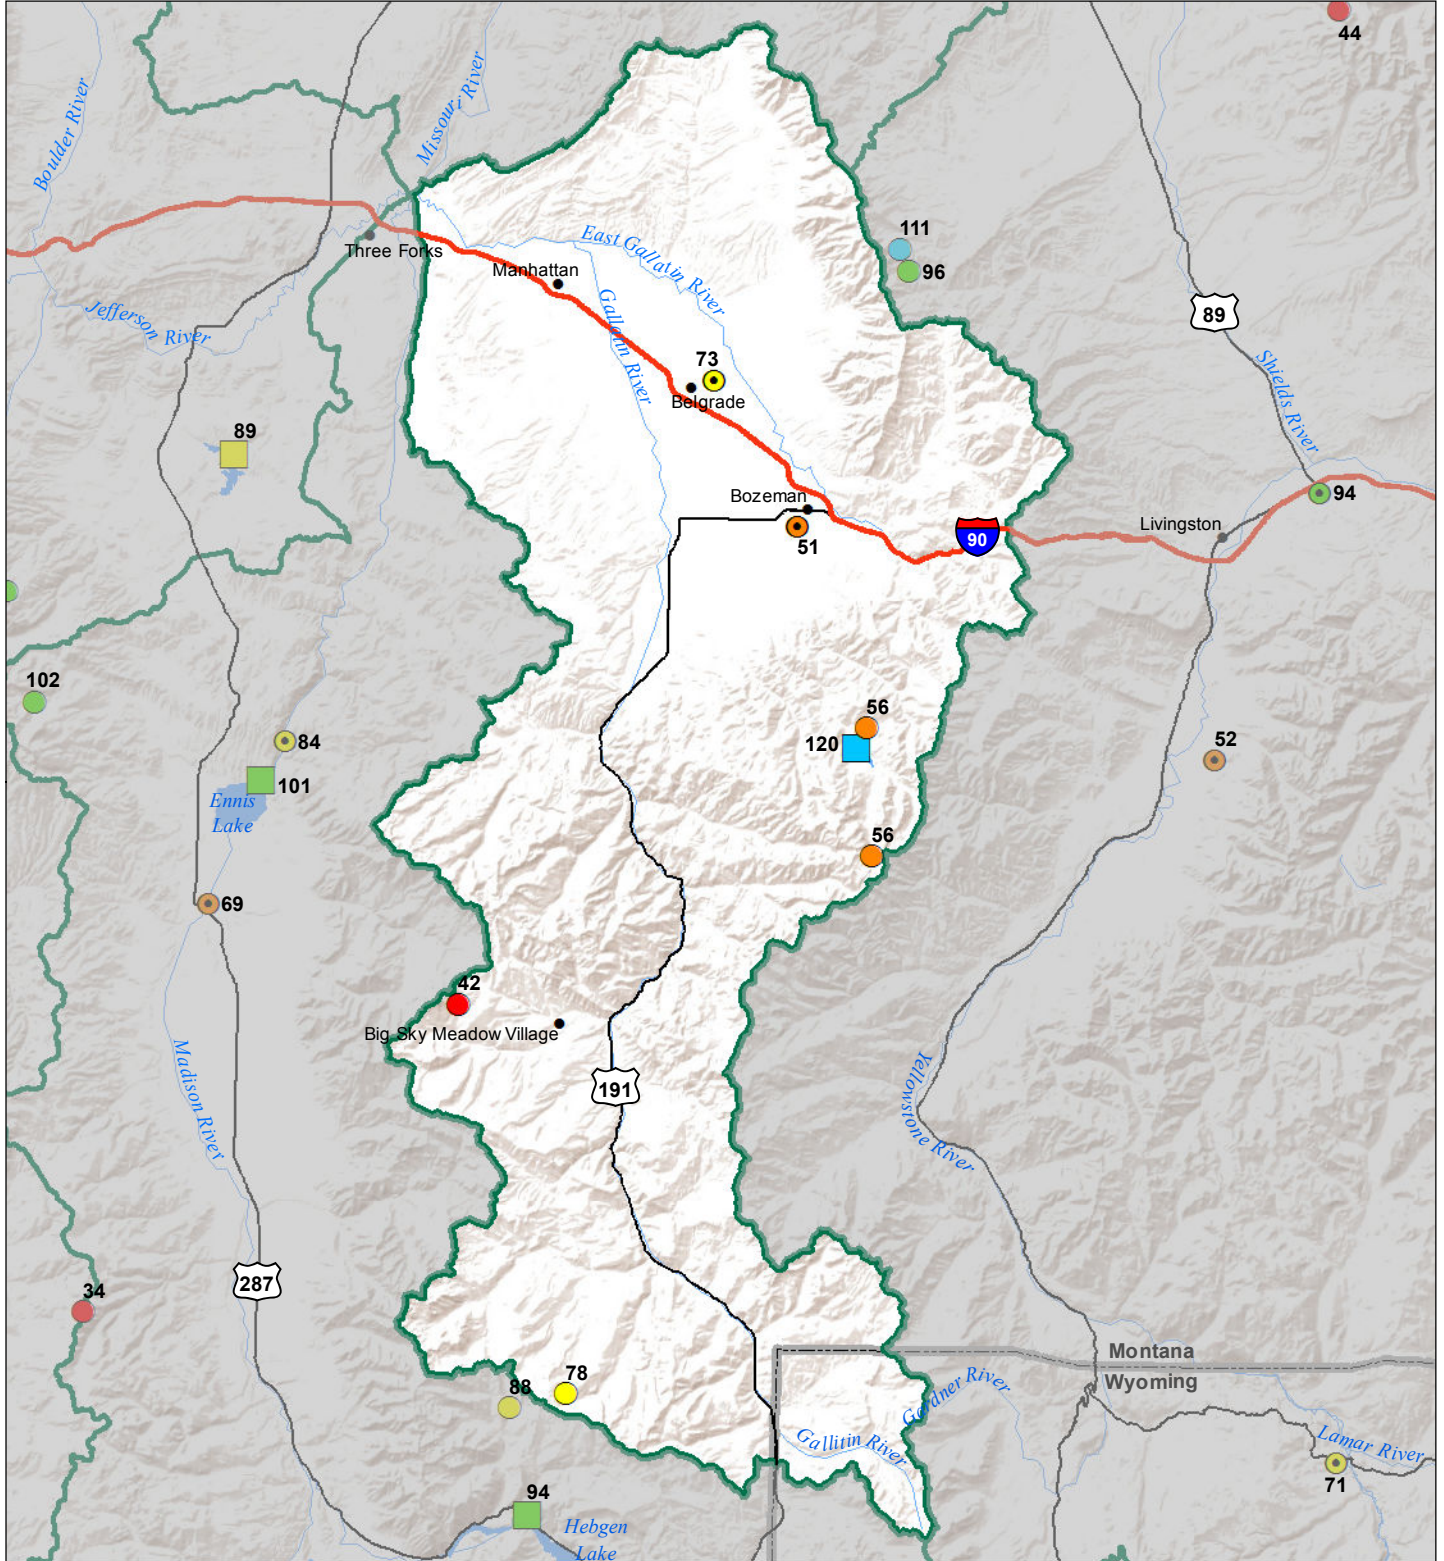 44
Boulder River
Missouri River
111
96
East Gallatin River
Three Forks
Manhattan
Gallatin River
89
Jefferson River
73
Belgrade
Shields River
89
Bozeman
51
90
Livingston
94
102
84
101
Ennis
Lake
56
120
52
56
69
42
Big Sky Meadow Village
Madison River
191
Yellowstone River
287
34
Montana
Wyoming
88
78
Gardner River
Gallitin River
Lamar River
71
94
Hebgen
Lake